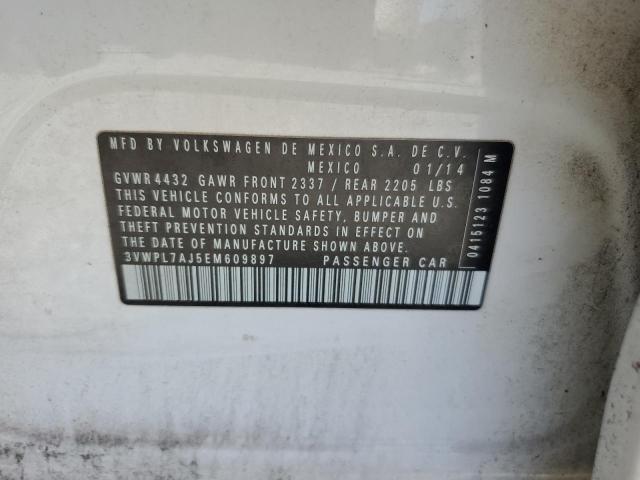 MFD BY VOLKSWAGEN DE MEXICO S.A. DE C.V.
MEXICO 01/14
GVWR 4432 GAWR FRONT 2337 / REAR 2205 LBS
THIS VEHICLE CONFORMS TO ALL APPLICABLE U.S.
FEDERAL MOTOR VEHICLE SAFETY, BUMPER AND
THEFT PREVENTION STANDARDS IN EFFECT ON
THE DATE OF MANUFACTURE SHOWN ABOVE.
3VWPL7AJ5EM609897 PASSENGER CAR
0415123 1084 M